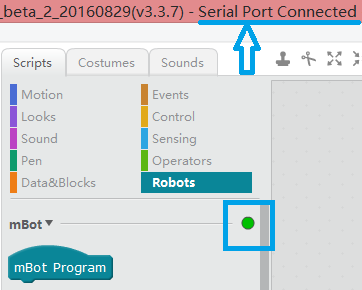 _beta_2_20160829(v3.3.7) - Serial Port Connected
Scripts Costumes Sounds
Motion Events
Looks Control
Sound Sensing
Pen Operators
Data&Blocks Robots
mBot
mBot Program